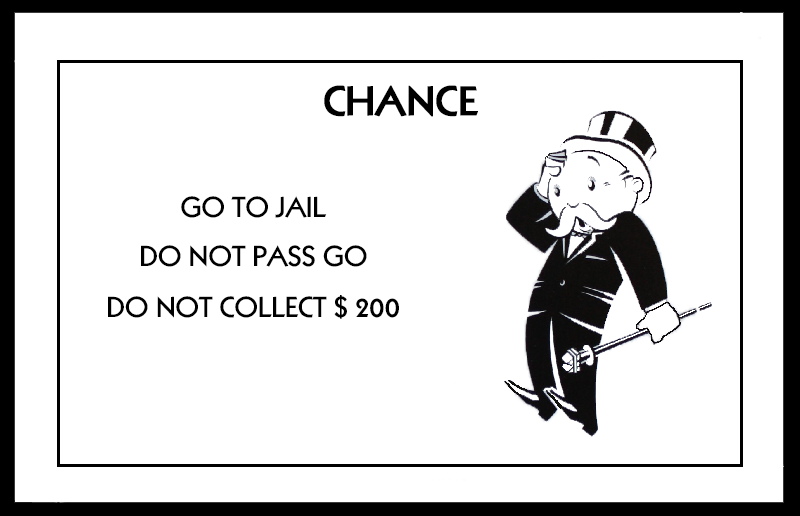 CHANCE
GO TO JAIL
DO NOT PASS GO
DO NOT COLLECT $ 200